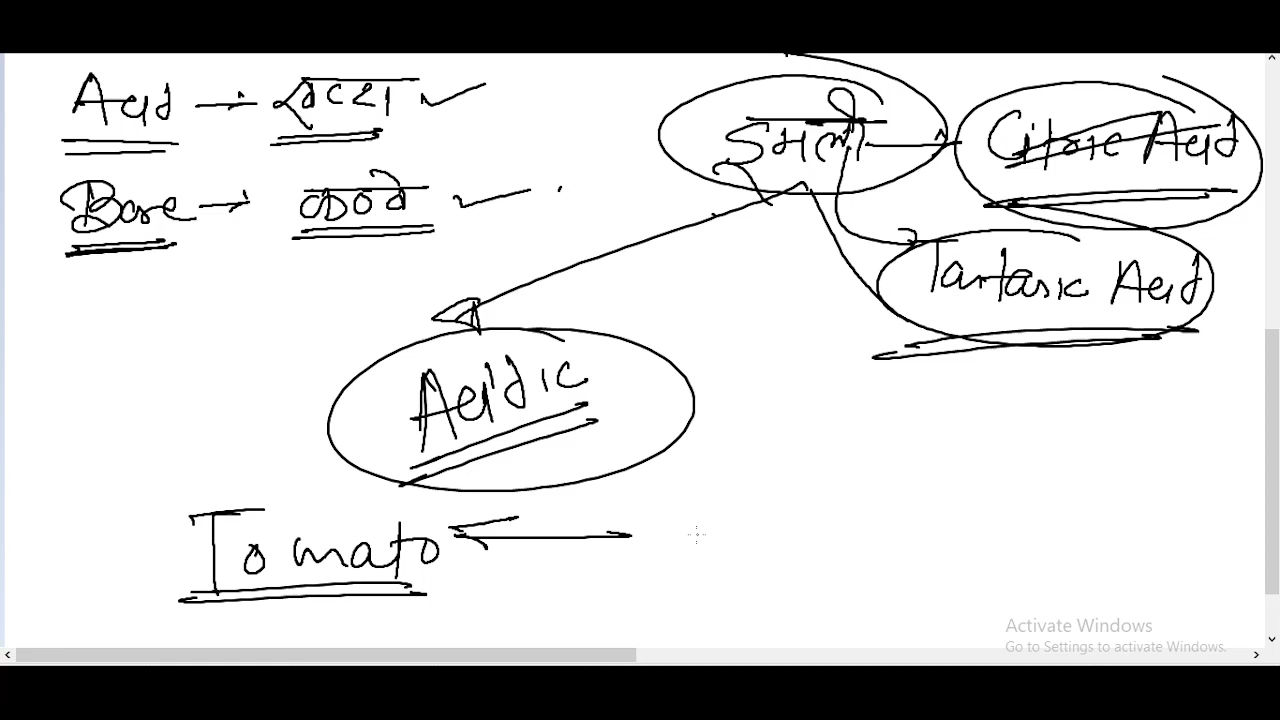 Acid →
Base →
Citric Acid
Tartaric Acid
Acidic
Tomato
Activate Windows
Go to Settings to activate Windows.